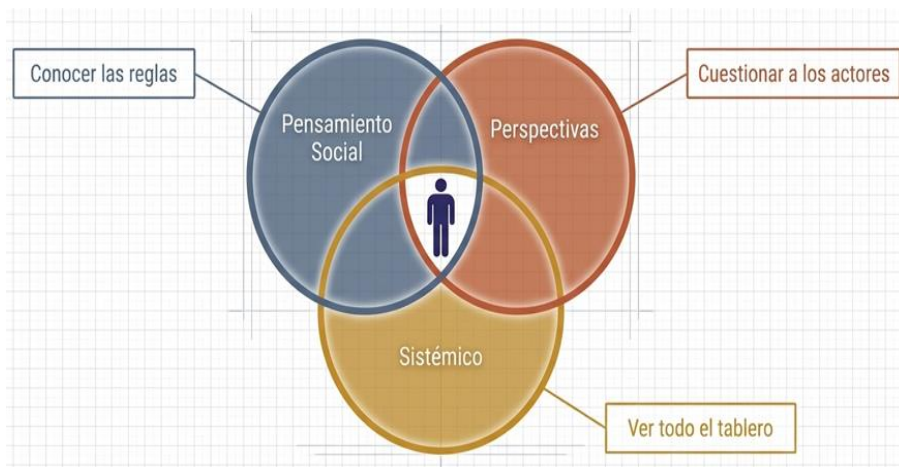 Conocer las reglas
Cuestionar a los actores
Pensamiento
Social
Perspectivas
Sistémico
Ver todo el tablero